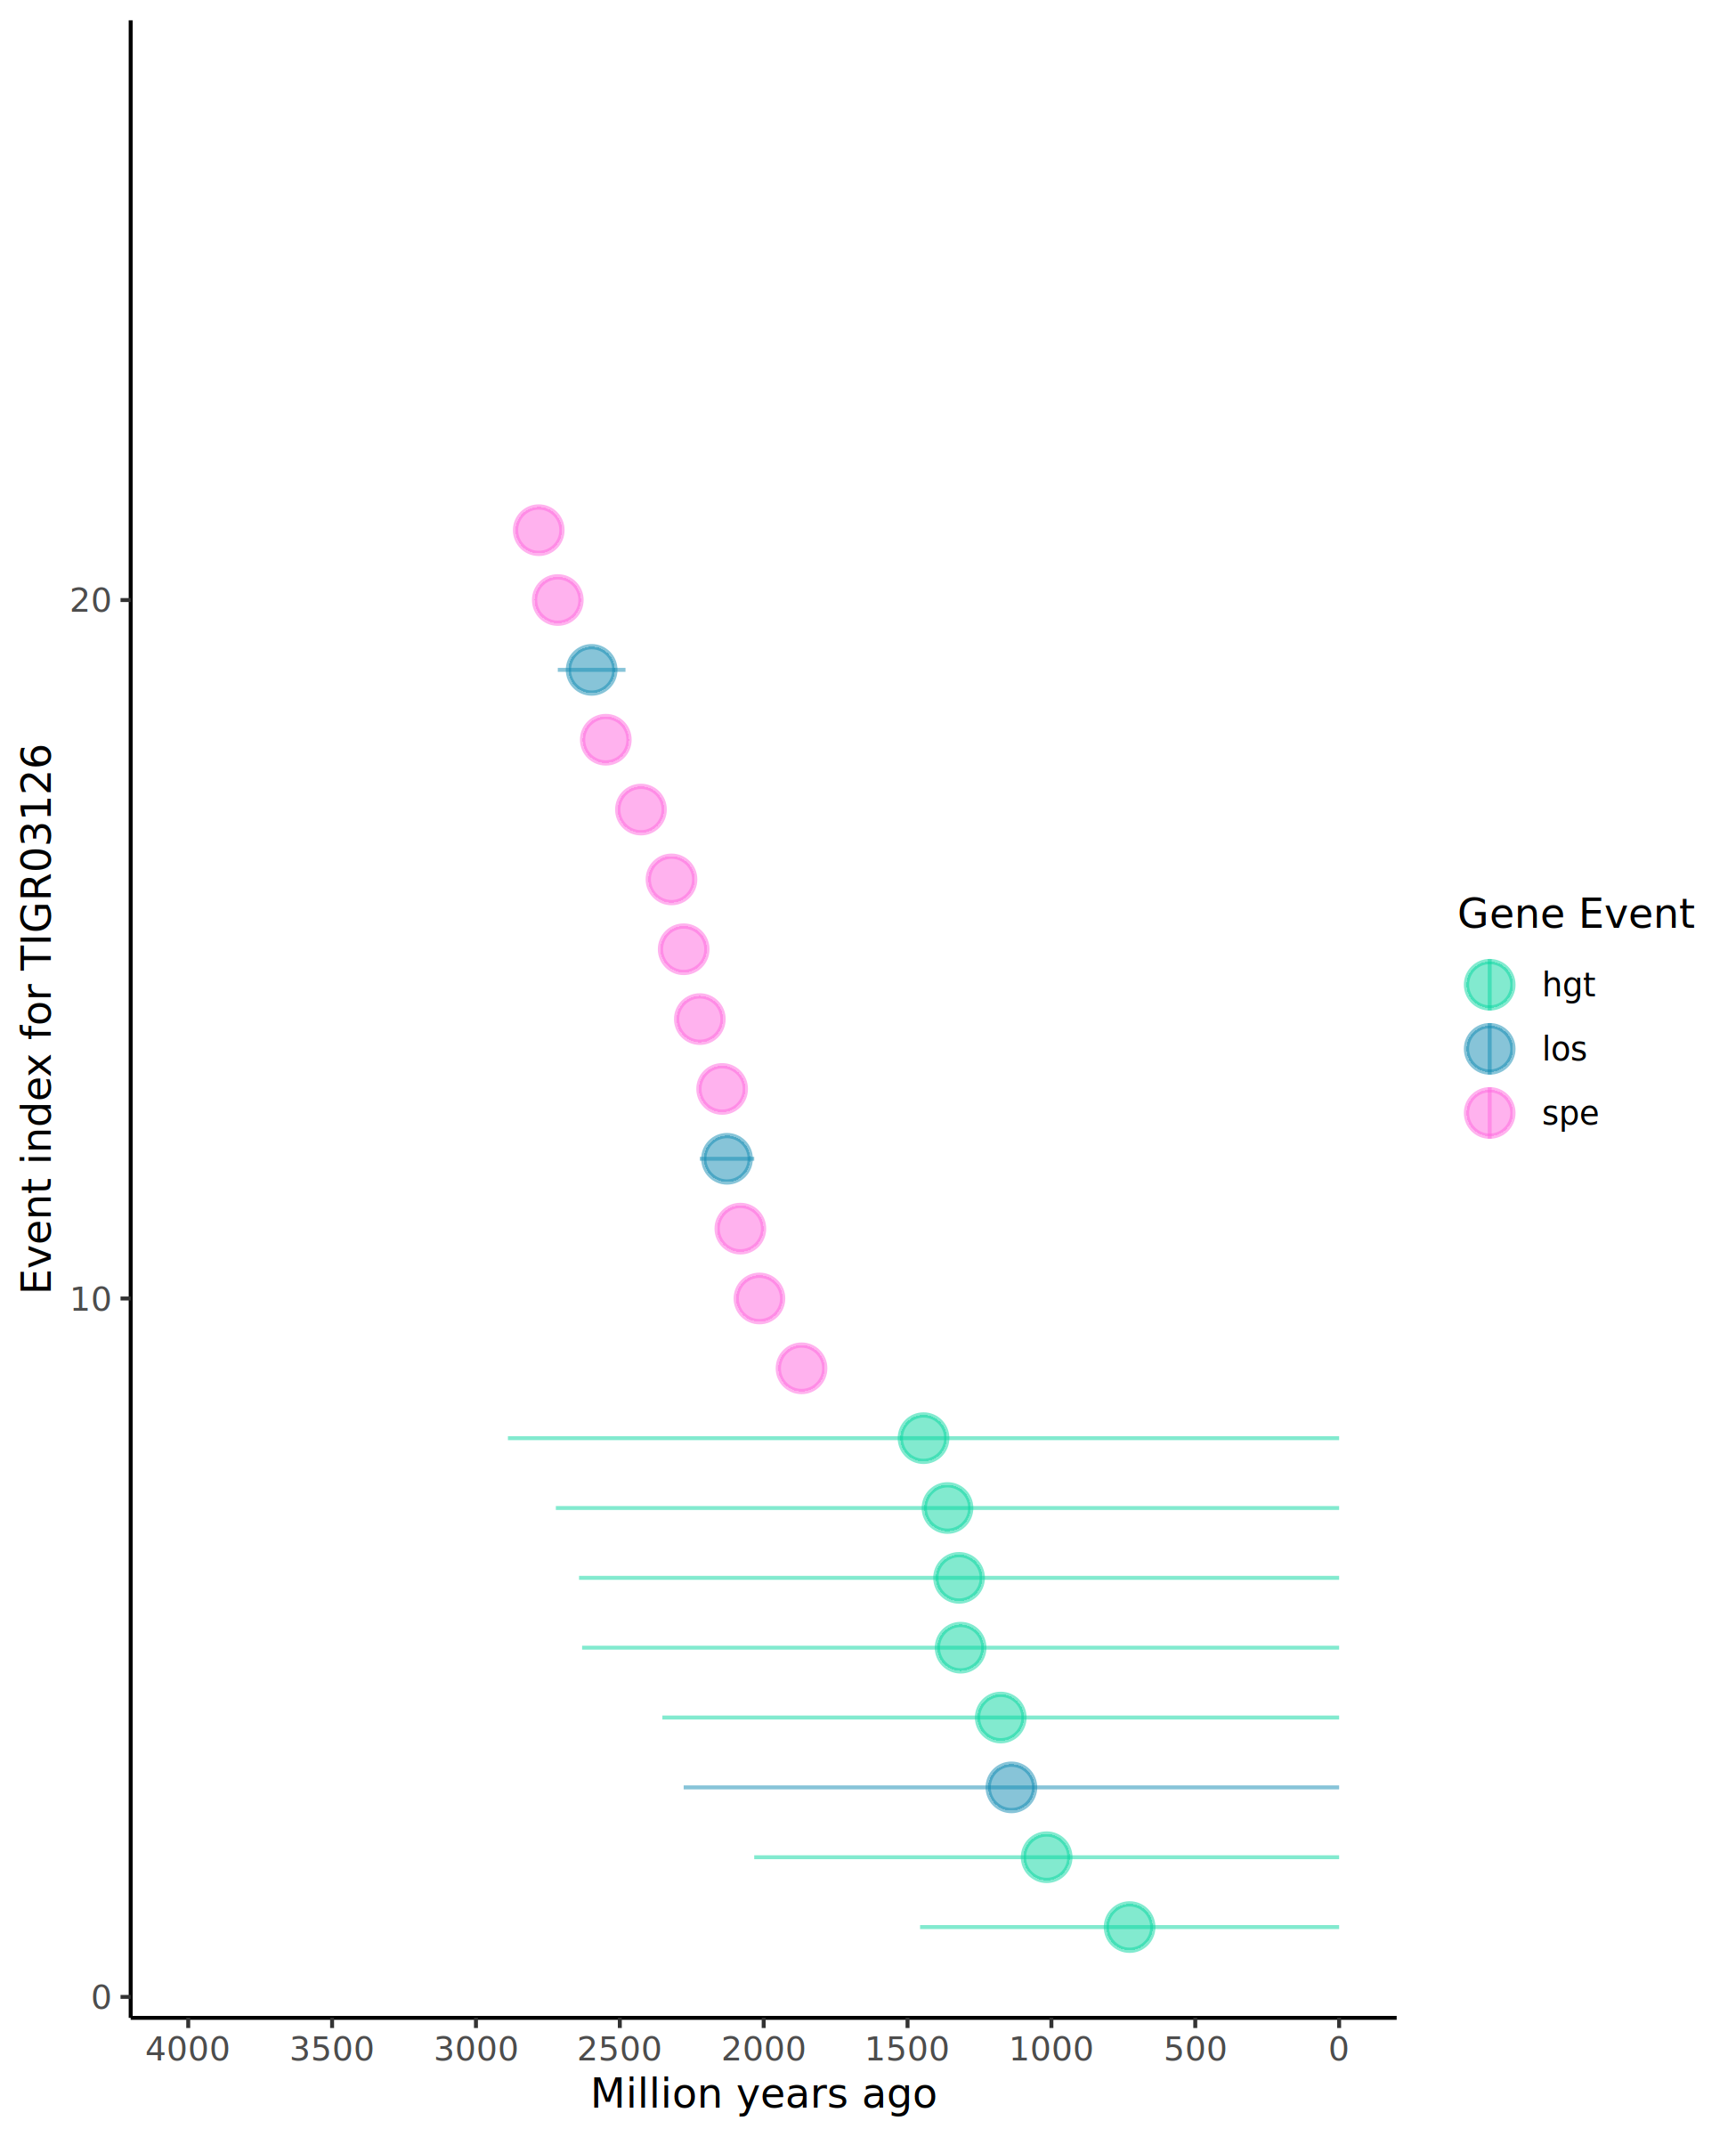 Event index for TIGR03126
20
10
0
4000 3500 3000 2500 2000 1500 1000 500 0
Million years ago
Gene Event
hgt
los
spe